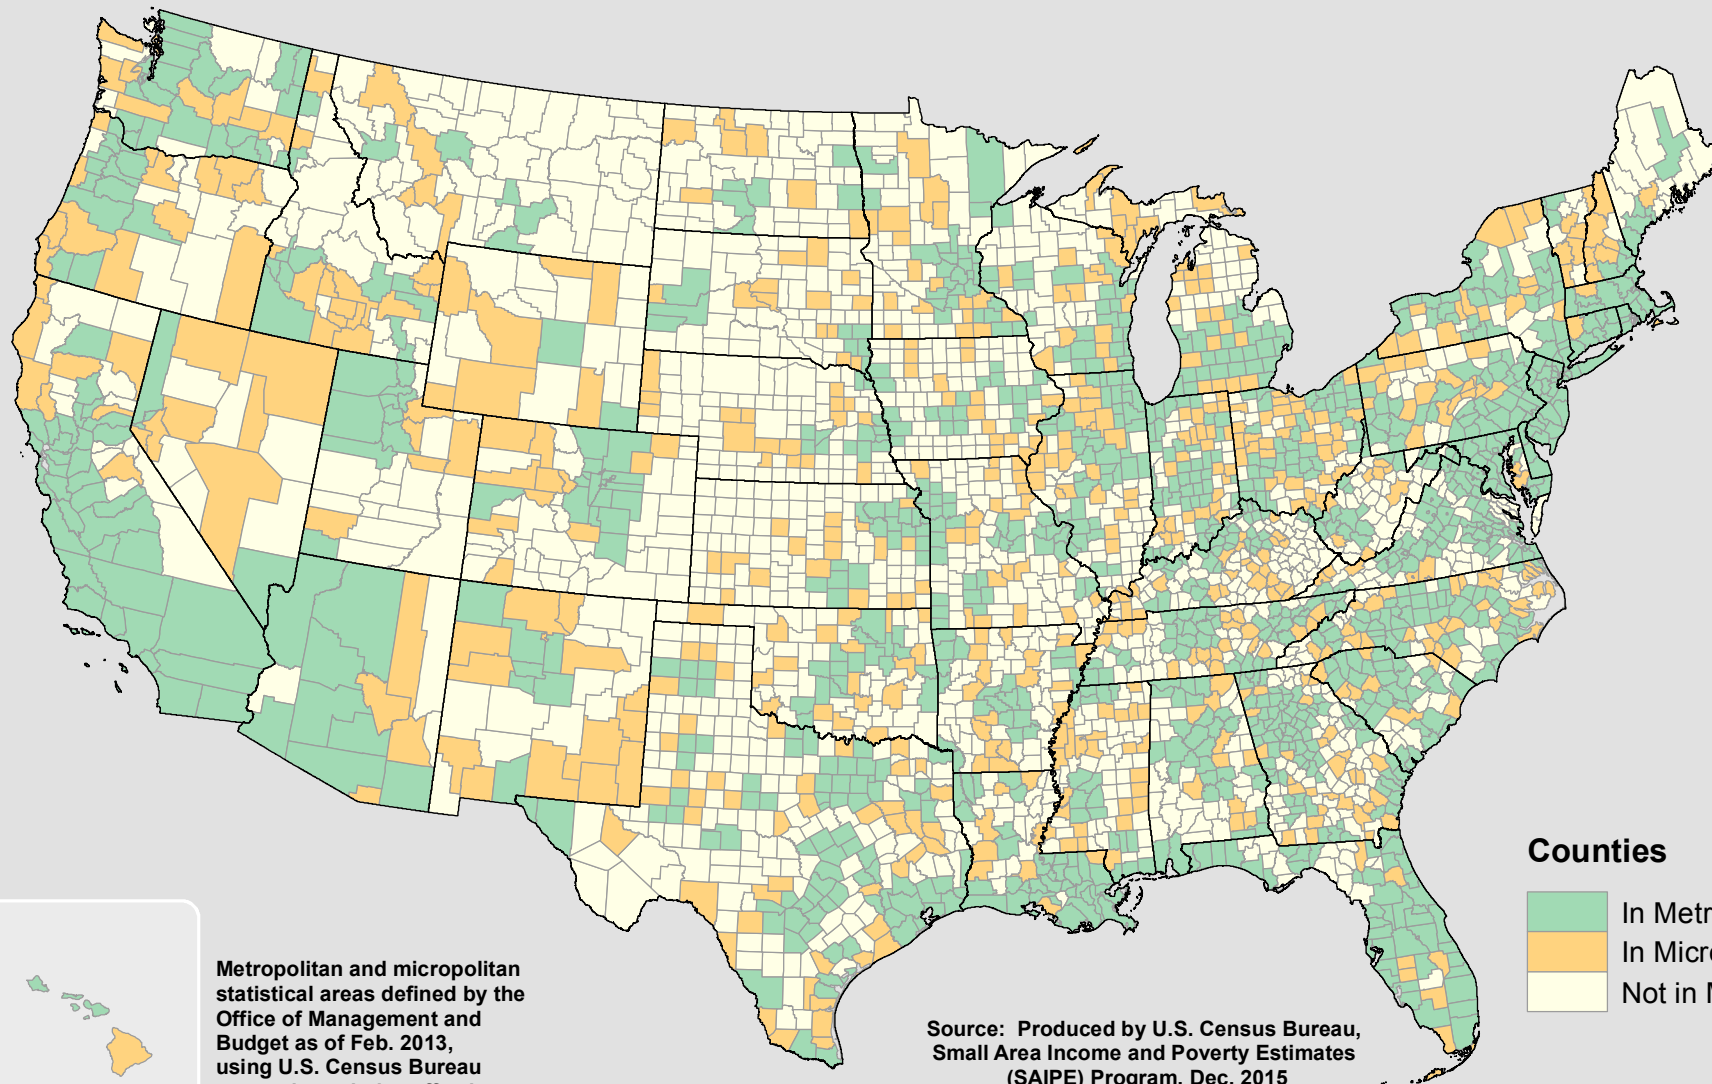 Counties
In Metr
In Micro
Not in M
Metropolitan and micropolitan
statistical areas defined by the
Office of Management and
Budget as of Feb. 2013,
using U.S. Census Bureau
Source: Produced by U.S. Census Bureau,
Small Area Income and Poverty Estimates
(SAIPE) Program, Dec. 2015